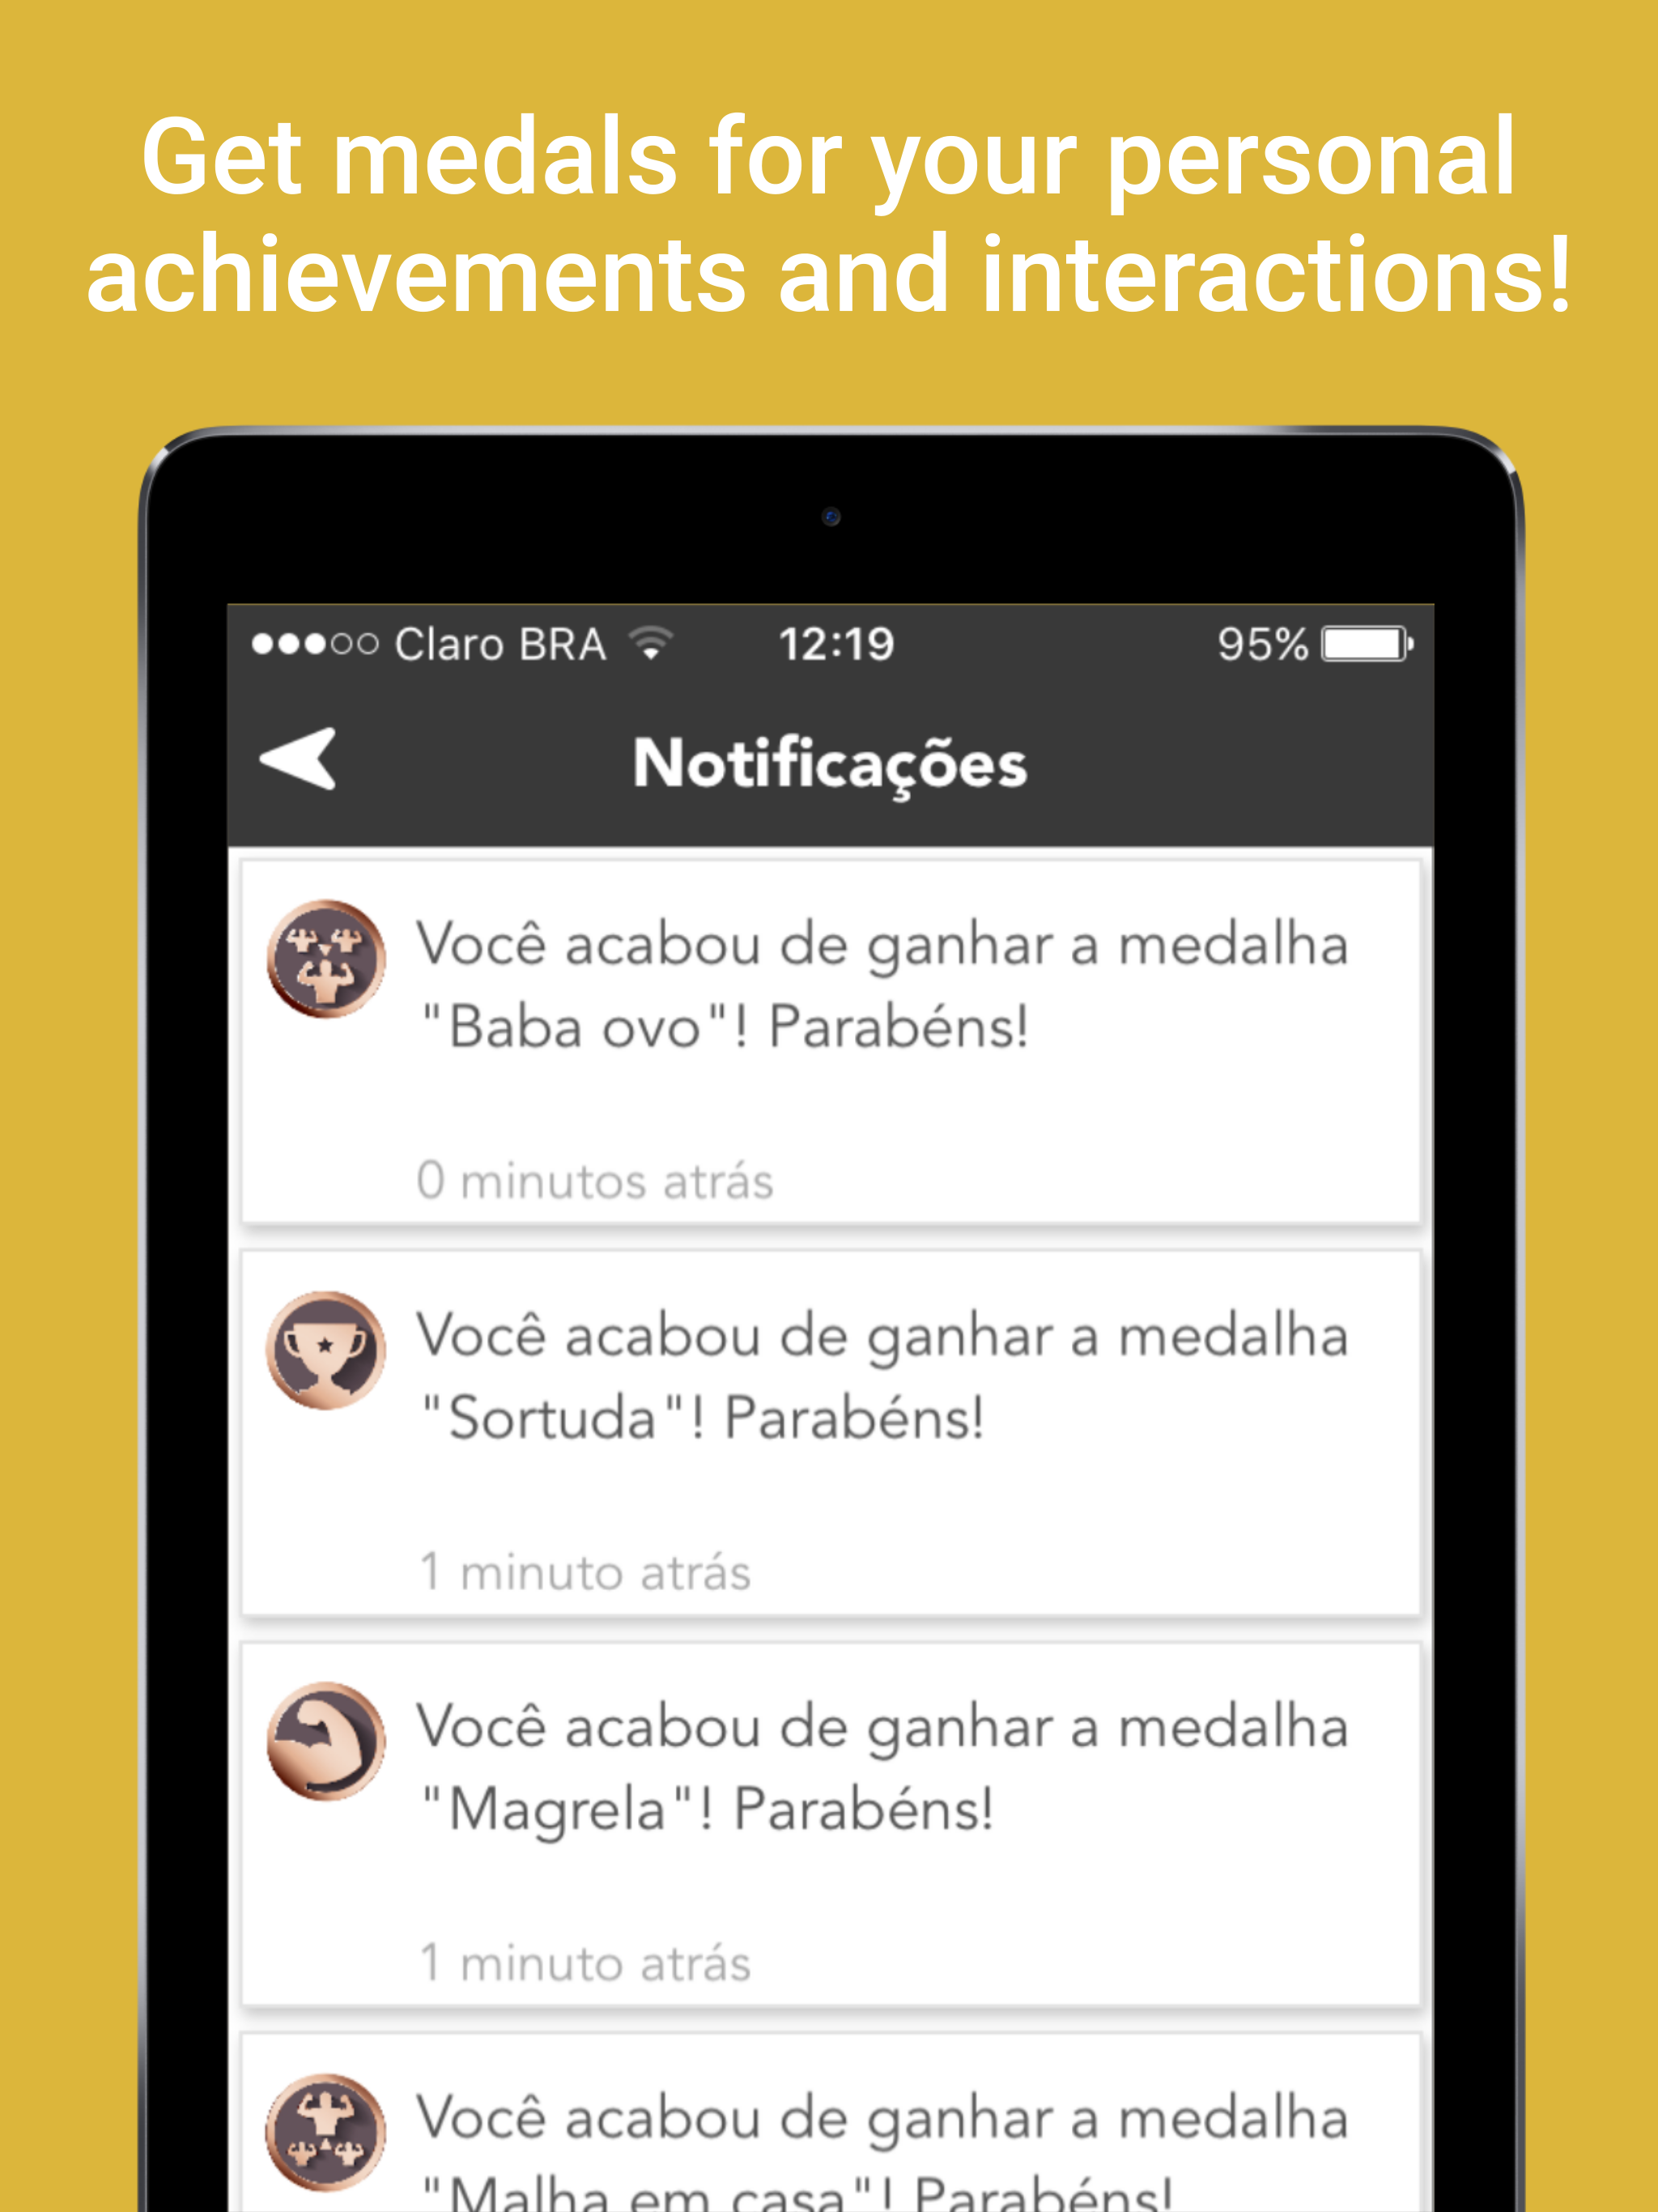 Get medals for your personal
achievements and interactions!
Claro BRA
12:19
95%
Notificações
Você acabou de ganhar a medalha
"Baba ovo"! Parabéns!
0 minutos atrás
Você acabou de ganhar a medalha
"Sortuda"! Parabéns!
1 minuto atrás
Você acabou de ganhar a medalha
"Magrela"! Parabéns!
1 minuto atrás
Você acabou de ganhar a medalha
"Malha em casa"! Parabéns!